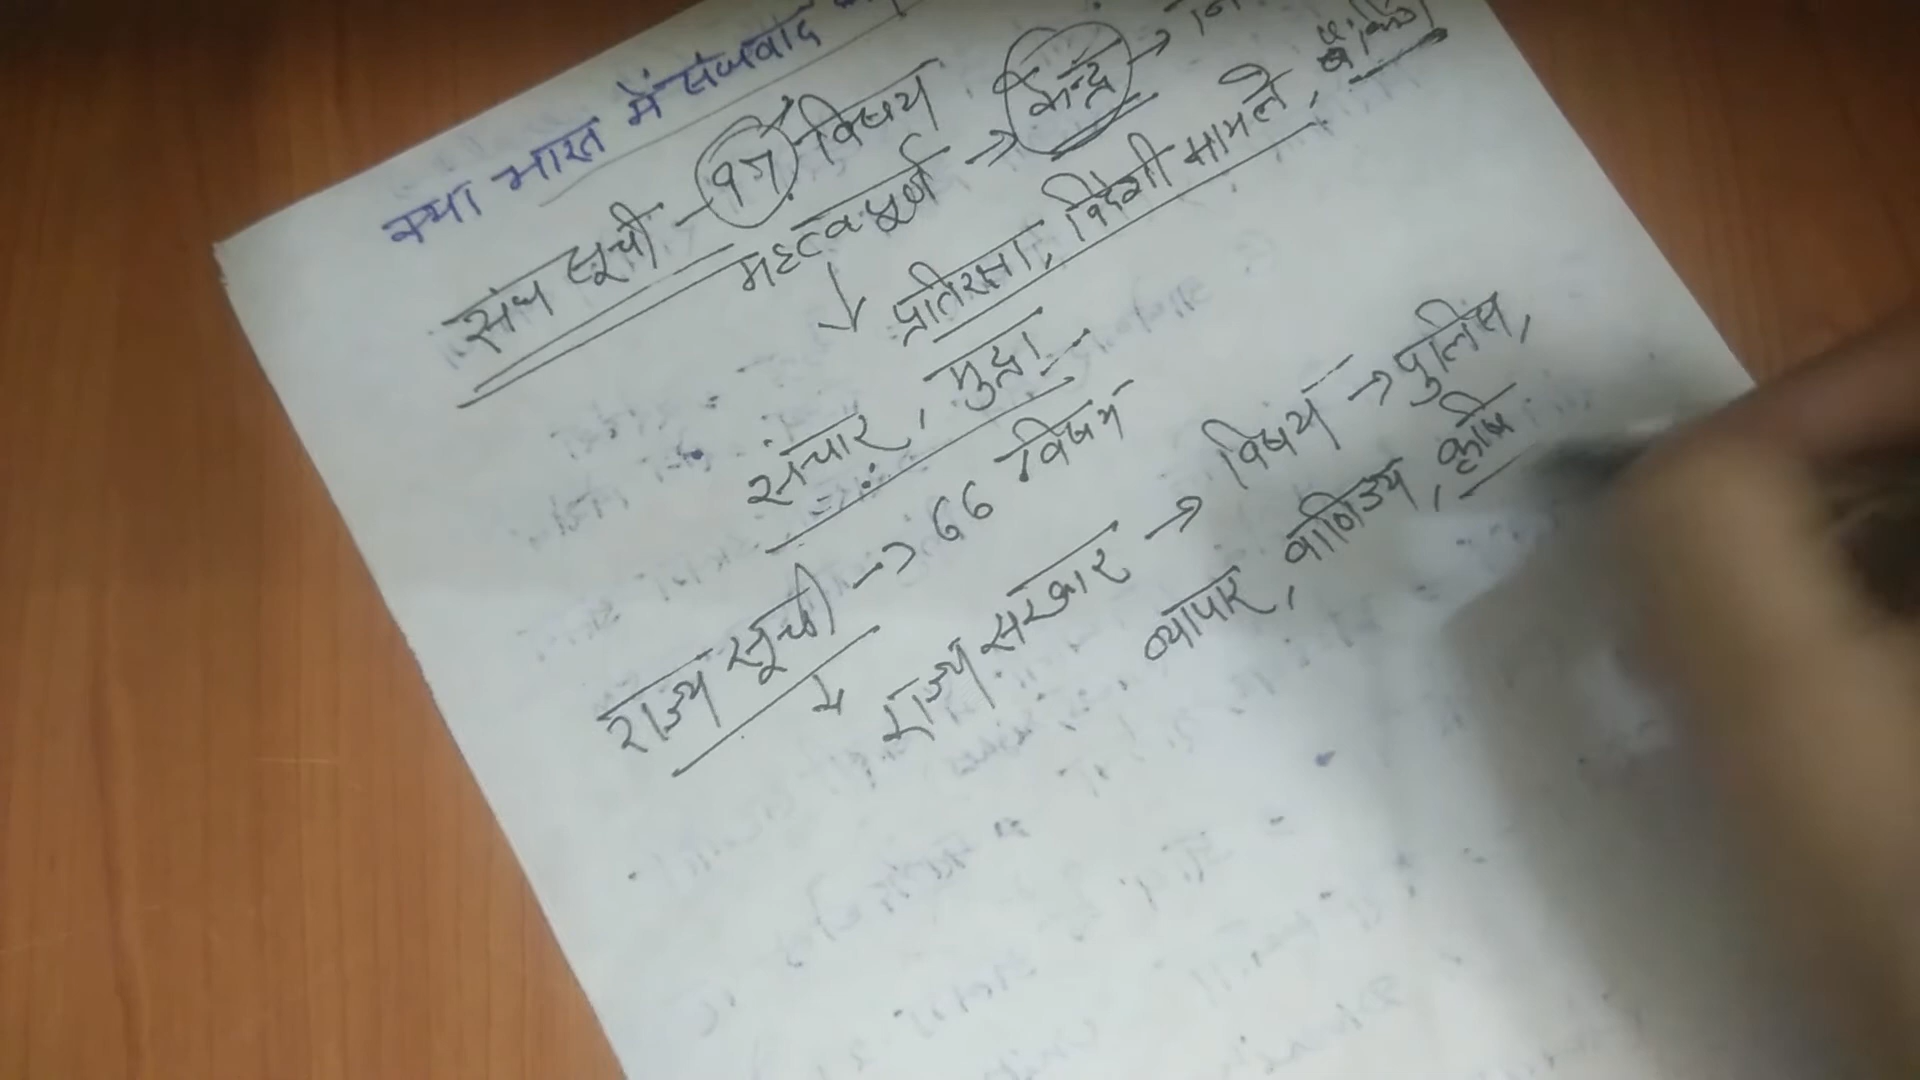 क्या भारत में संघवाद
संघ सूची - 97 विषय
महत्वपूर्ण → केन्द्र →
↓ प्रतिरक्षा, विदेशी मामले,
संचार, मुद्रा
राज्य सूची → 66 विषय
↓ राज्य सरकार → विषय → पुलिस,
व्यापार, वाणिज्य, कृषि